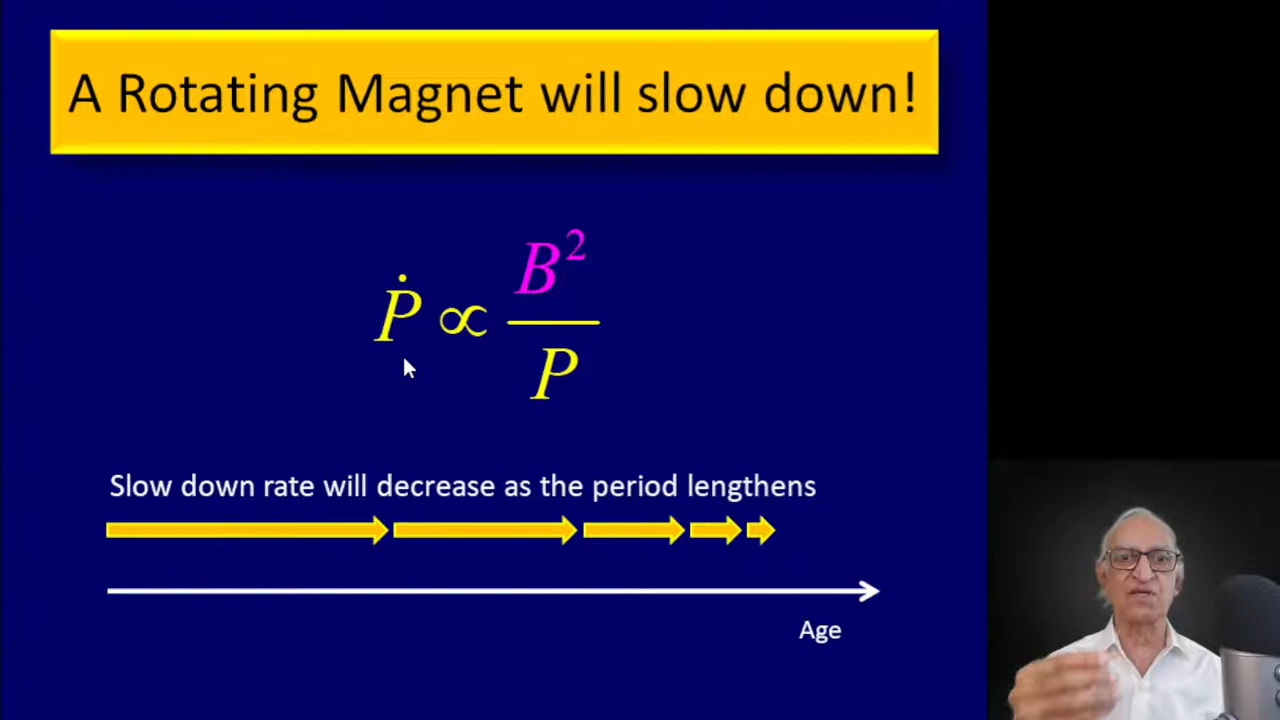 A Rotating Magnet will slow down!
Ṗ ∝ B² / P
Slow down rate will decrease as the period lengthens
Age